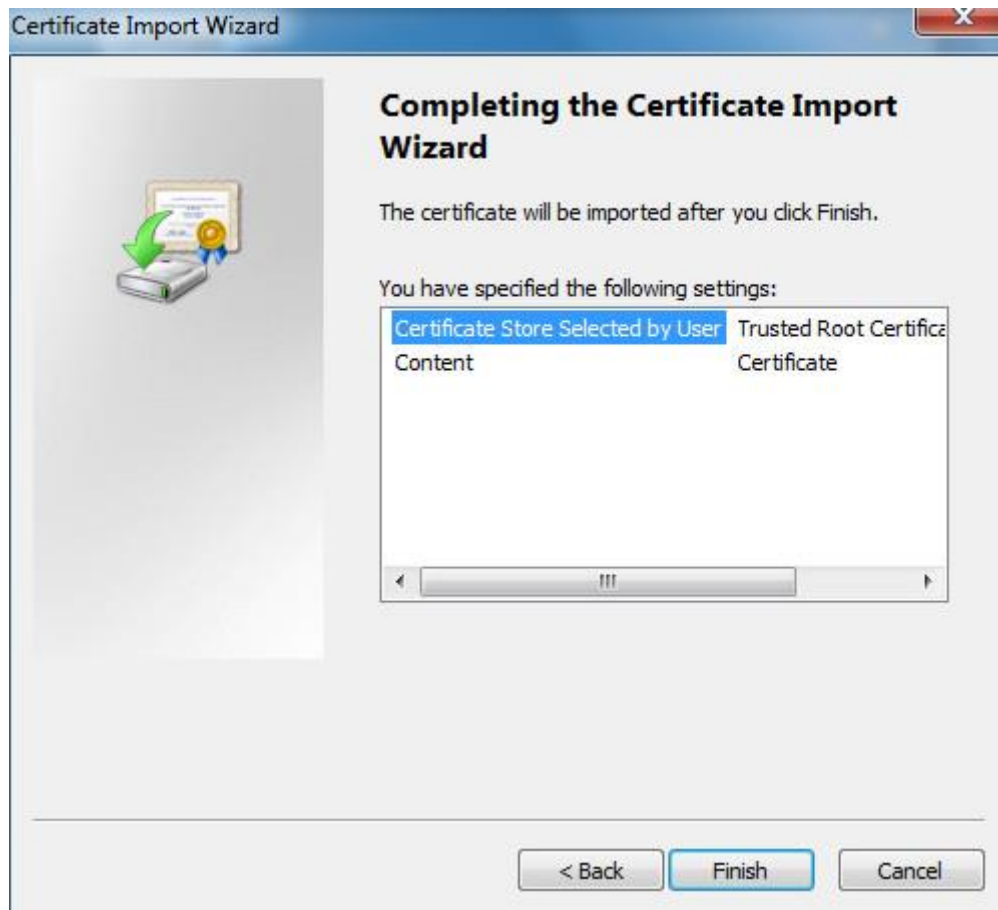 Certificate Import Wizard
X
Completing the Certificate Import
Wizard
The certificate will be imported after you click Finish.
You have specified the following settings:
Certificate Store Selected by User Trusted Root Certifica
Content Certificate
< Back Finish Cancel